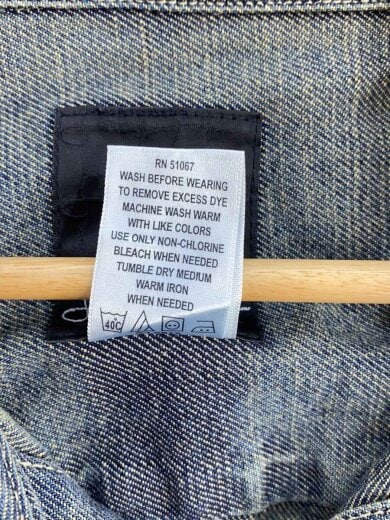 RN 51067
WASH BEFORE WEARING
TO REMOVE EXCESS DYE
MACHINE WASH WARM
WITH LIKE COLORS
USE ONLY NON-CHLORINE
BLEACH WHEN NEEDED
TUMBLE DRY MEDIUM
WARM IRON
WHEN NEEDED
40C